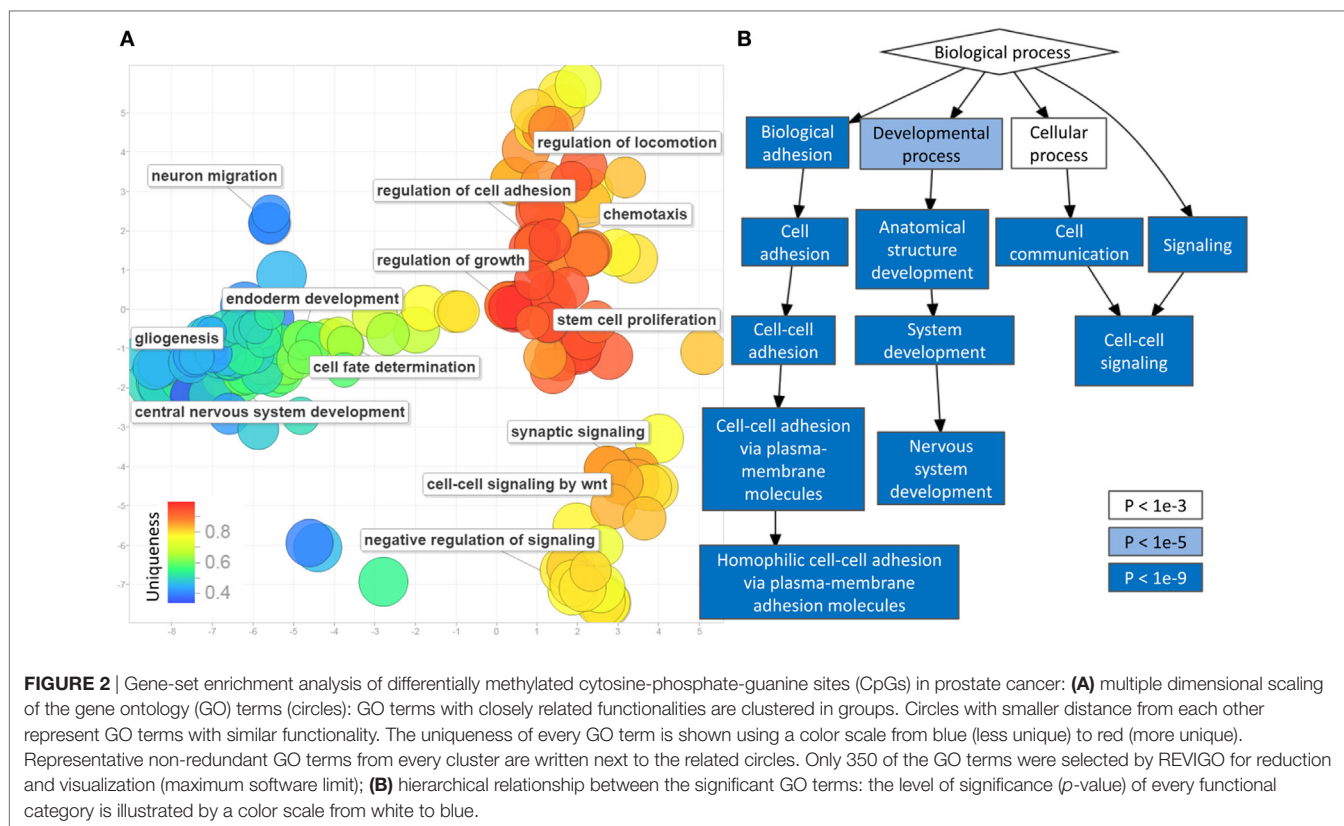 A
B
5
4
3
2
1
0
-1
-2
-3
-4
-5
-6
-7
-8
-7
-6
-5
-4
-3
-2
-1
0
1
2
3
4
5
regulation of locomotion
neuron migration
regulation of cell adhesion
chemotaxis
regulation of growth
endoderm development
stem cell proliferation
gliogenesis
cell fate determination
central nervous system development
synaptic signaling
cell-cell signaling by wnt
negative regulation of signaling
Uniqueness
0.8
0.6
0.4
Biological process
Biological
adhesion
Developmental
process
Cellular
process
Cell
adhesion
Anatomical
structure
development
Cell
communication
Signaling
Cell-cell
adhesion
System
development
Cell-cell
signaling
Cell-cell adhesion
via plasma-
membrane
molecules
Nervous
system
development
Homophilic cell-cell adhesion
via plasma-membrane
adhesion molecules
P < 1e-3
P < 1e-5
P < 1e-9
FIGURE 2 | Gene-set enrichment analysis of differentially methylated cytosine-phosphate-guanine sites (CpGs) in prostate cancer: (A) multiple dimensional scaling
of the gene ontology (GO) terms (circles): GO terms with closely related functionalities are clustered in groups. Circles with smaller distance from each other
represent GO terms with similar functionality. The uniqueness of every GO term is shown using a color scale from blue (less unique) to red (more unique).
Representative non-redundant GO terms from every cluster are written next to the related circles. Only 350 of the GO terms were selected by REVIGO for reduction
and visualization (maximum software limit); (B) hierarchical relationship between the significant GO terms: the level of significance (p-value) of every functional
category is illustrated by a color scale from white to blue.